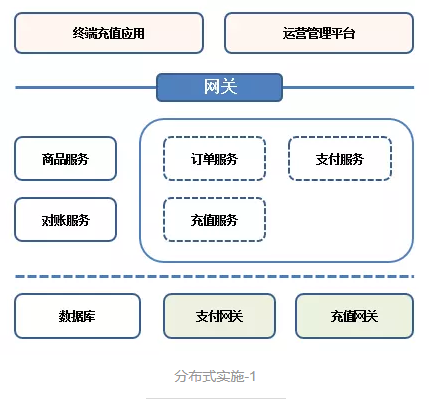 终端充值应用
运营管理平台
网关
商品服务
订单服务
支付服务
对账服务
充值服务
数据库
支付网关
充值网关
分布式实施-1